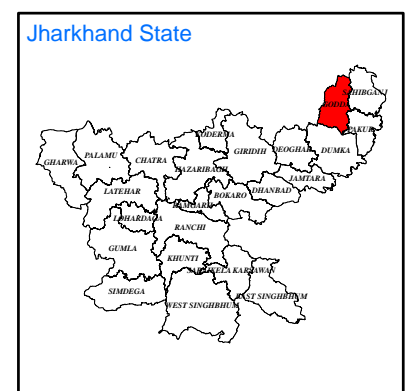 Jharkhand State
SAHIBGANJ
GODDA
PAKUR
KODERMA
GIRIDIH
DEOGHAR
DUMKA
PALAMU
CHATRA
GHARWA
HAZARIBAGH
JAMTARA
LATEHAR
BOKARO
DHANBAD
RAMGARH
LOHARDAGA
RANCHI
GUMLA
KHUNTI
SARAIKELA KARSAWAN
SIMDEGA
WEST SINGHBHUM
EAST SINGHBHUM